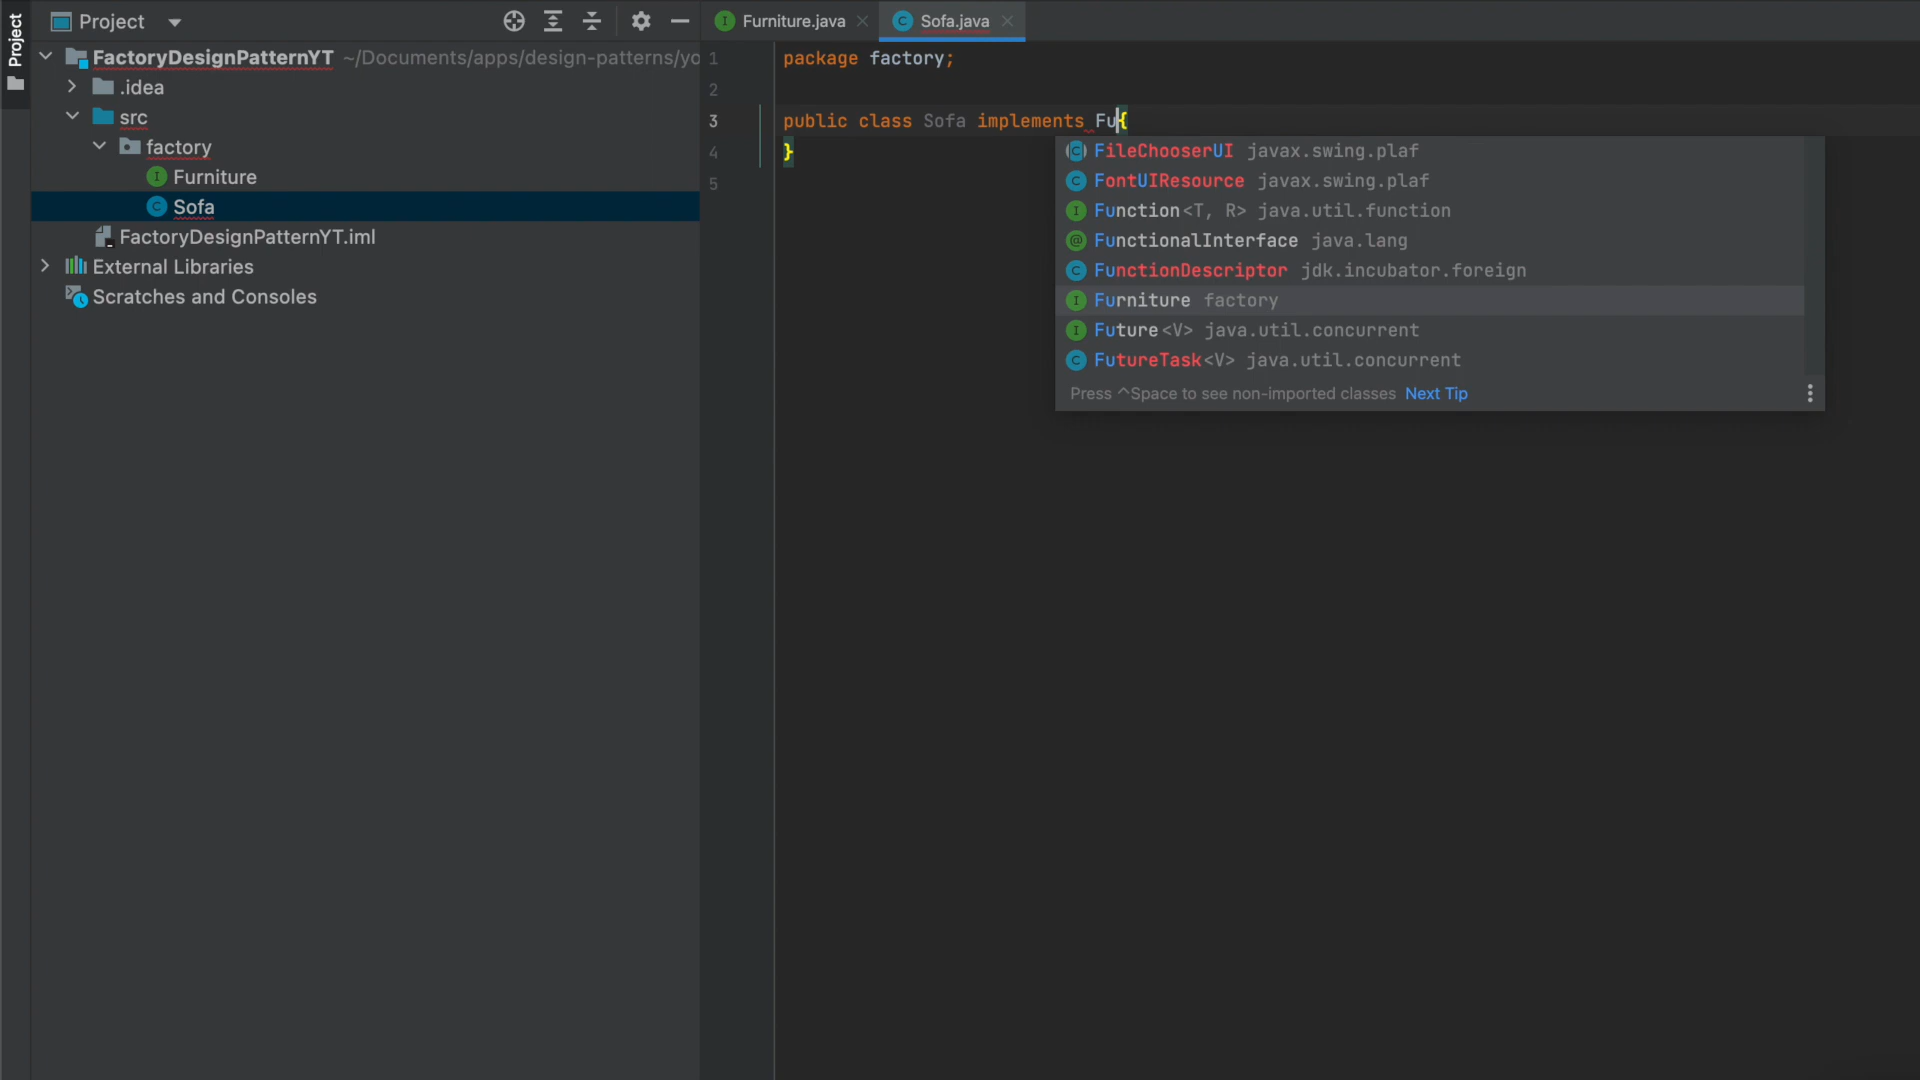 Project
Project
FactoryDesignPatternYT ~/Documents/apps/design-patterns/yo
.idea
src
factory
Furniture
Sofa
FactoryDesignPatternYT.iml
External Libraries
Scratches and Consoles
Furniture.java
Sofa.java
1 package factory;
2
3 public class Sofa implements Fu{
4 }
5
FileChooserUI javax.swing.plaf
FontUIResource javax.swing.plaf
Function<T, R> java.util.function
FunctionalInterface java.lang
FunctionDescriptor jdk.incubator.foreign
Furniture factory
Future<V> java.util.concurrent
FutureTask<V> java.util.concurrent
Press ^Space to see non-imported classes Next Tip